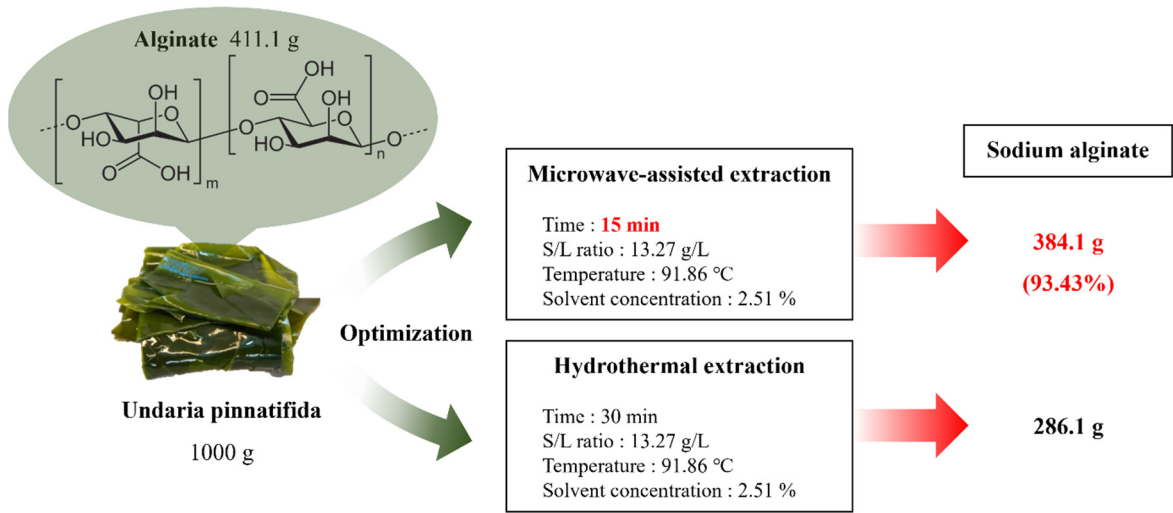 Alginate 411.1 g
OH
O
OH
O
OH
O
O
HO
O
HO
O
OH
m
O
HO
n
O
Undaria pinnatifida
1000 g
Optimization
Microwave-assisted extraction
Time : 15 min
S/L ratio : 13.27 g/L
Temperature : 91.86 ℃
Solvent concentration : 2.51 %
Hydrothermal extraction
Time : 30 min
S/L ratio : 13.27 g/L
Temperature : 91.86 ℃
Solvent concentration : 2.51 %
Sodium alginate
384.1 g
(93.43%)
286.1 g